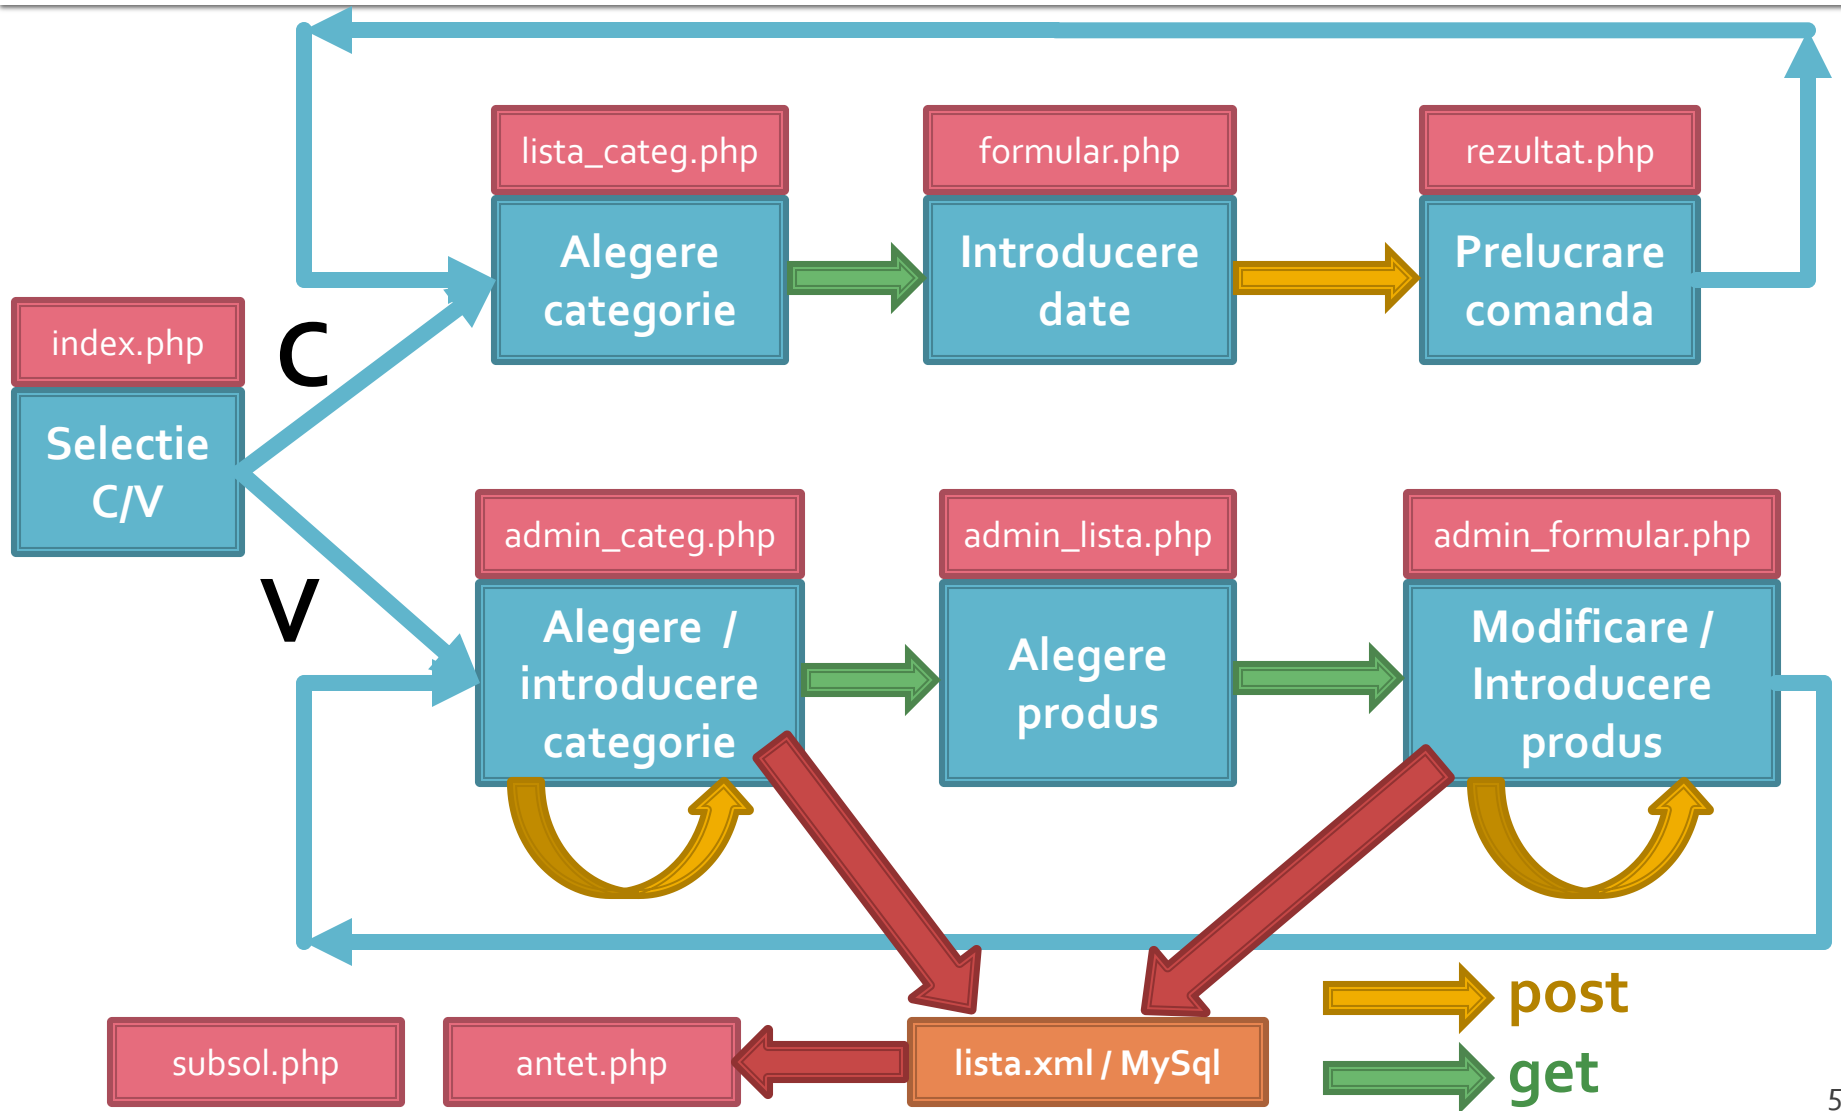 lista_categ.php
Alegere
categorie
formular.php
Introducere
date
rezultat.php
Prelucrare
comanda
index.php
Selectie
C/V
C
V
admin_categ.php
Alegere /
introducere
categorie
admin_lista.php
Alegere
produs
admin_formular.php
Modificare /
Introducere
produs
subsol.php
antet.php
lista.xml / MySql
post
get
5